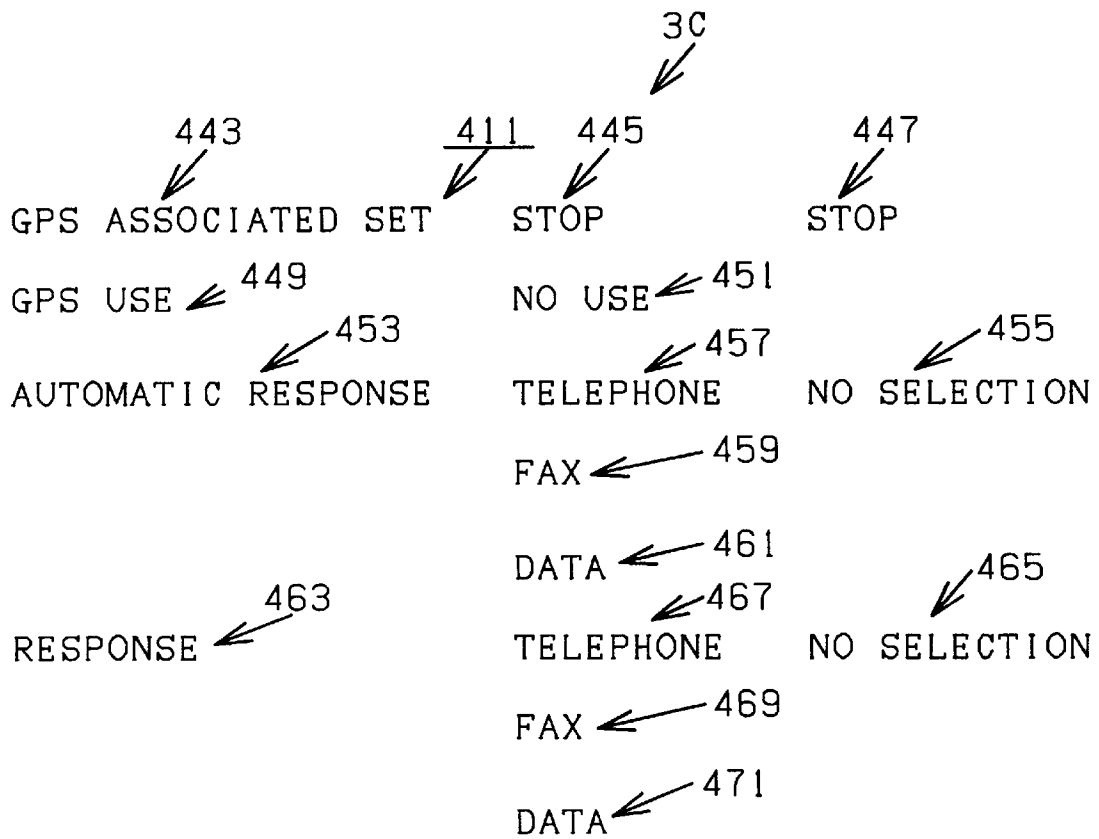 3C
443 411 445 447
GPS ASSOCIATED SET STOP STOP
449 451
GPS USE NO USE
453 457 455
AUTOMATIC RESPONSE TELEPHONE NO SELECTION
459
FAX
461
DATA
463 467 465
RESPONSE TELEPHONE NO SELECTION
469
FAX
471
DATA